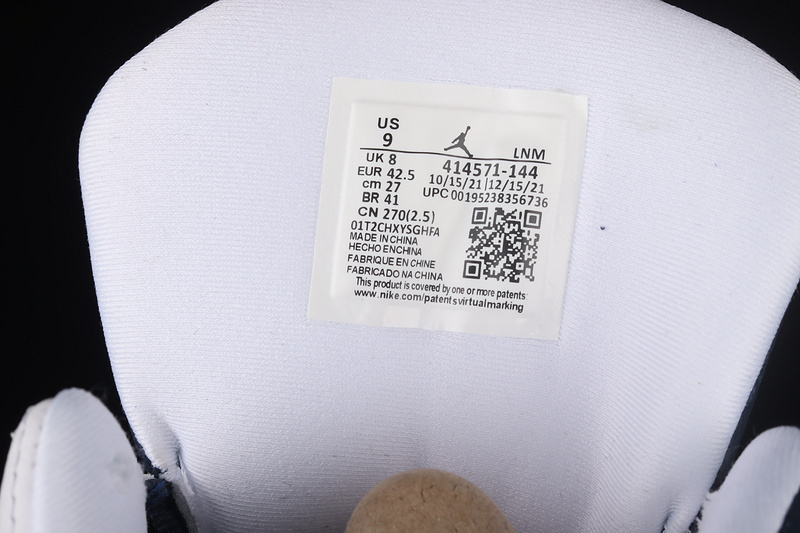 US
9
LNM
UK 8
414571-144
EUR 42.5
10/15/21|12/15/21
cm 27
UPC 00195238356736
BR 41
CN 270(2.5)
01T2CHXYSGHFA
MADE IN CHINA
HECHO EN CHINA
FABRIQUE EN CHINE
FABRICADO NA CHINA
This product is covered by one or more patents:
www.nike.com/patentsvirtualmarking